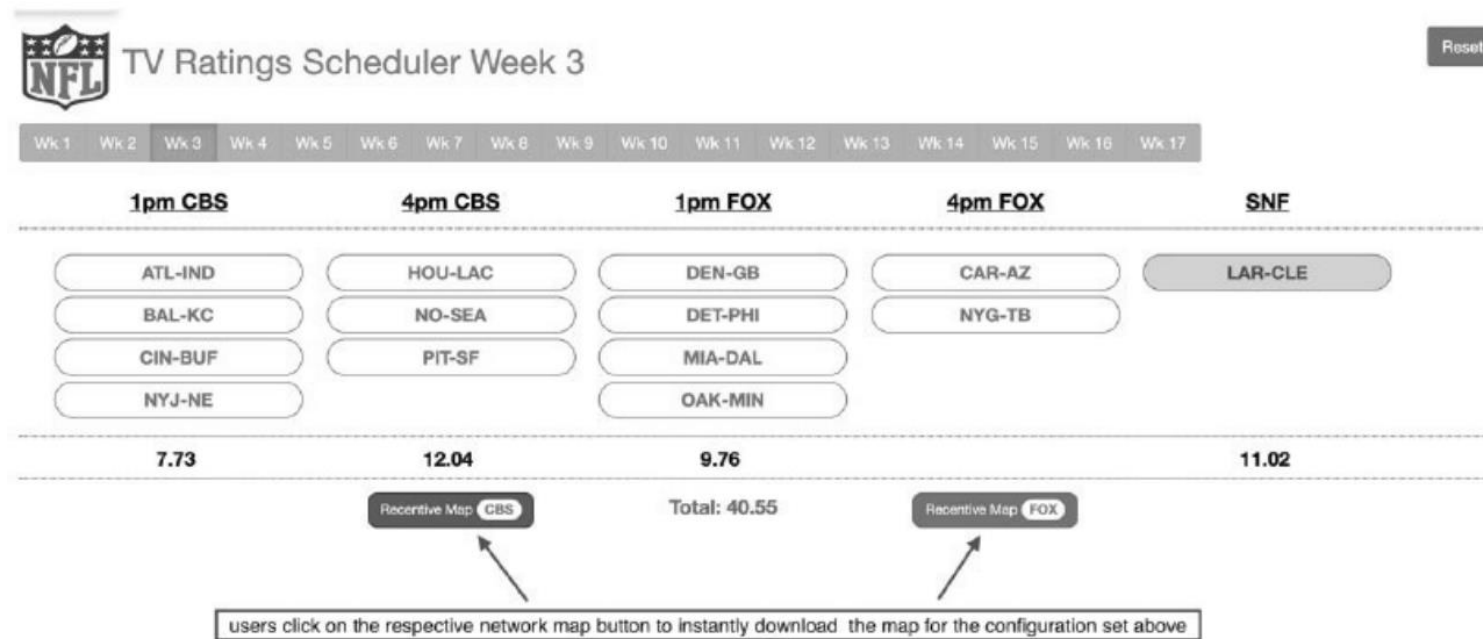 NFL
TV Ratings Scheduler Week 3
Reset
Wk 1 Wk 2 Wk 3 Wk 4 Wk 5 Wk 6 Wk 7 Wk 8 Wk 9 Wk 10 Wk 11 Wk 12 Wk 13 Wk 14 Wk 15 Wk 16 Wk 17
1pm CBS 4pm CBS 1pm FOX 4pm FOX SNF
ATL-IND HOU-LAC DEN-GB CAR-AZ LAR-CLE
BAL-KC NO-SEA DET-PHI NYG-TB
CIN-BUF PIT-SF MIA-DAL
NYJ-NE OAK-MIN
7.73 12.04 9.76 11.02
Recentive Map CBS Total: 40.55 Recentive Map FOX
users click on the respective network map button to instantly download the map for the configuration set above